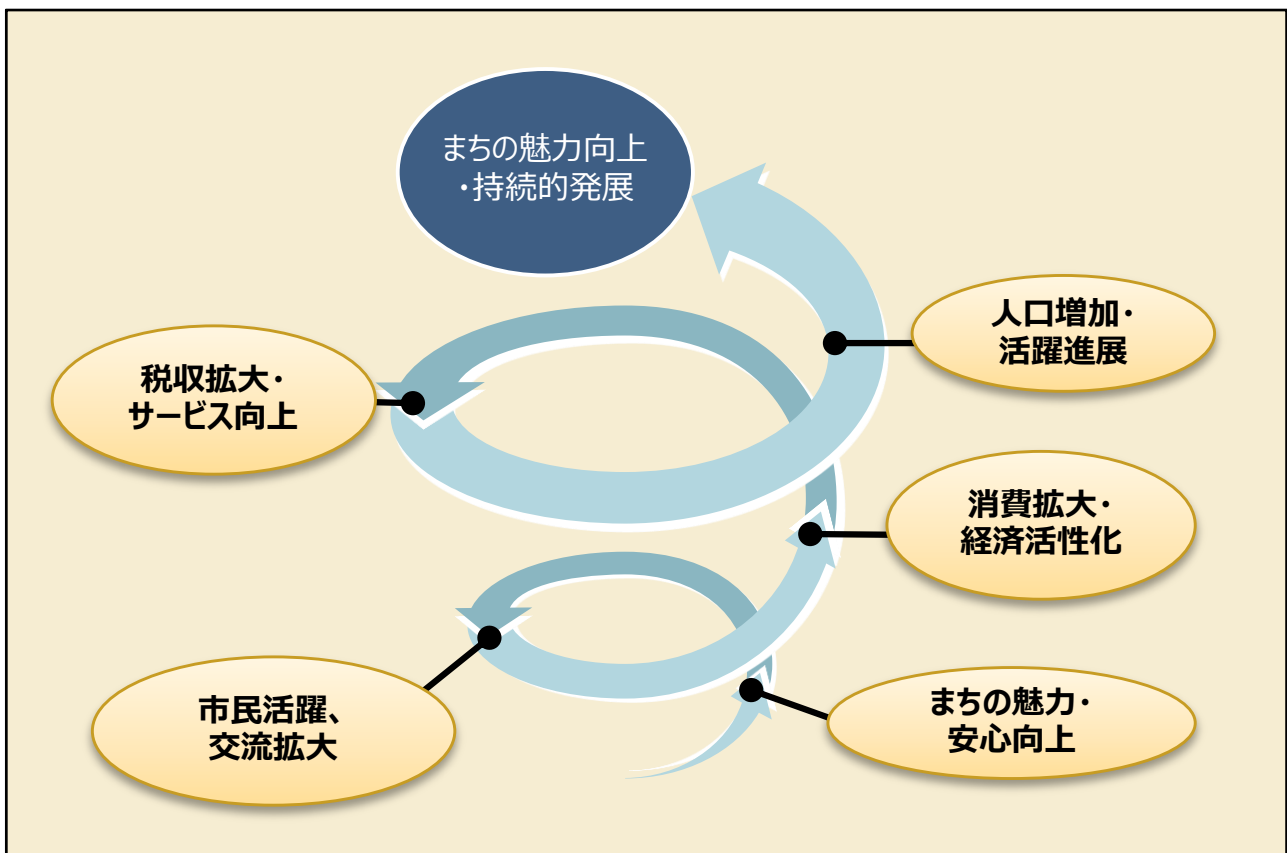 まちの魅力向上
・持続的発展
人口増加・
活躍進展
税収拡大・
サービス向上
消費拡大・
経済活性化
市民活躍、
交流拡大
まちの魅力・
安心向上